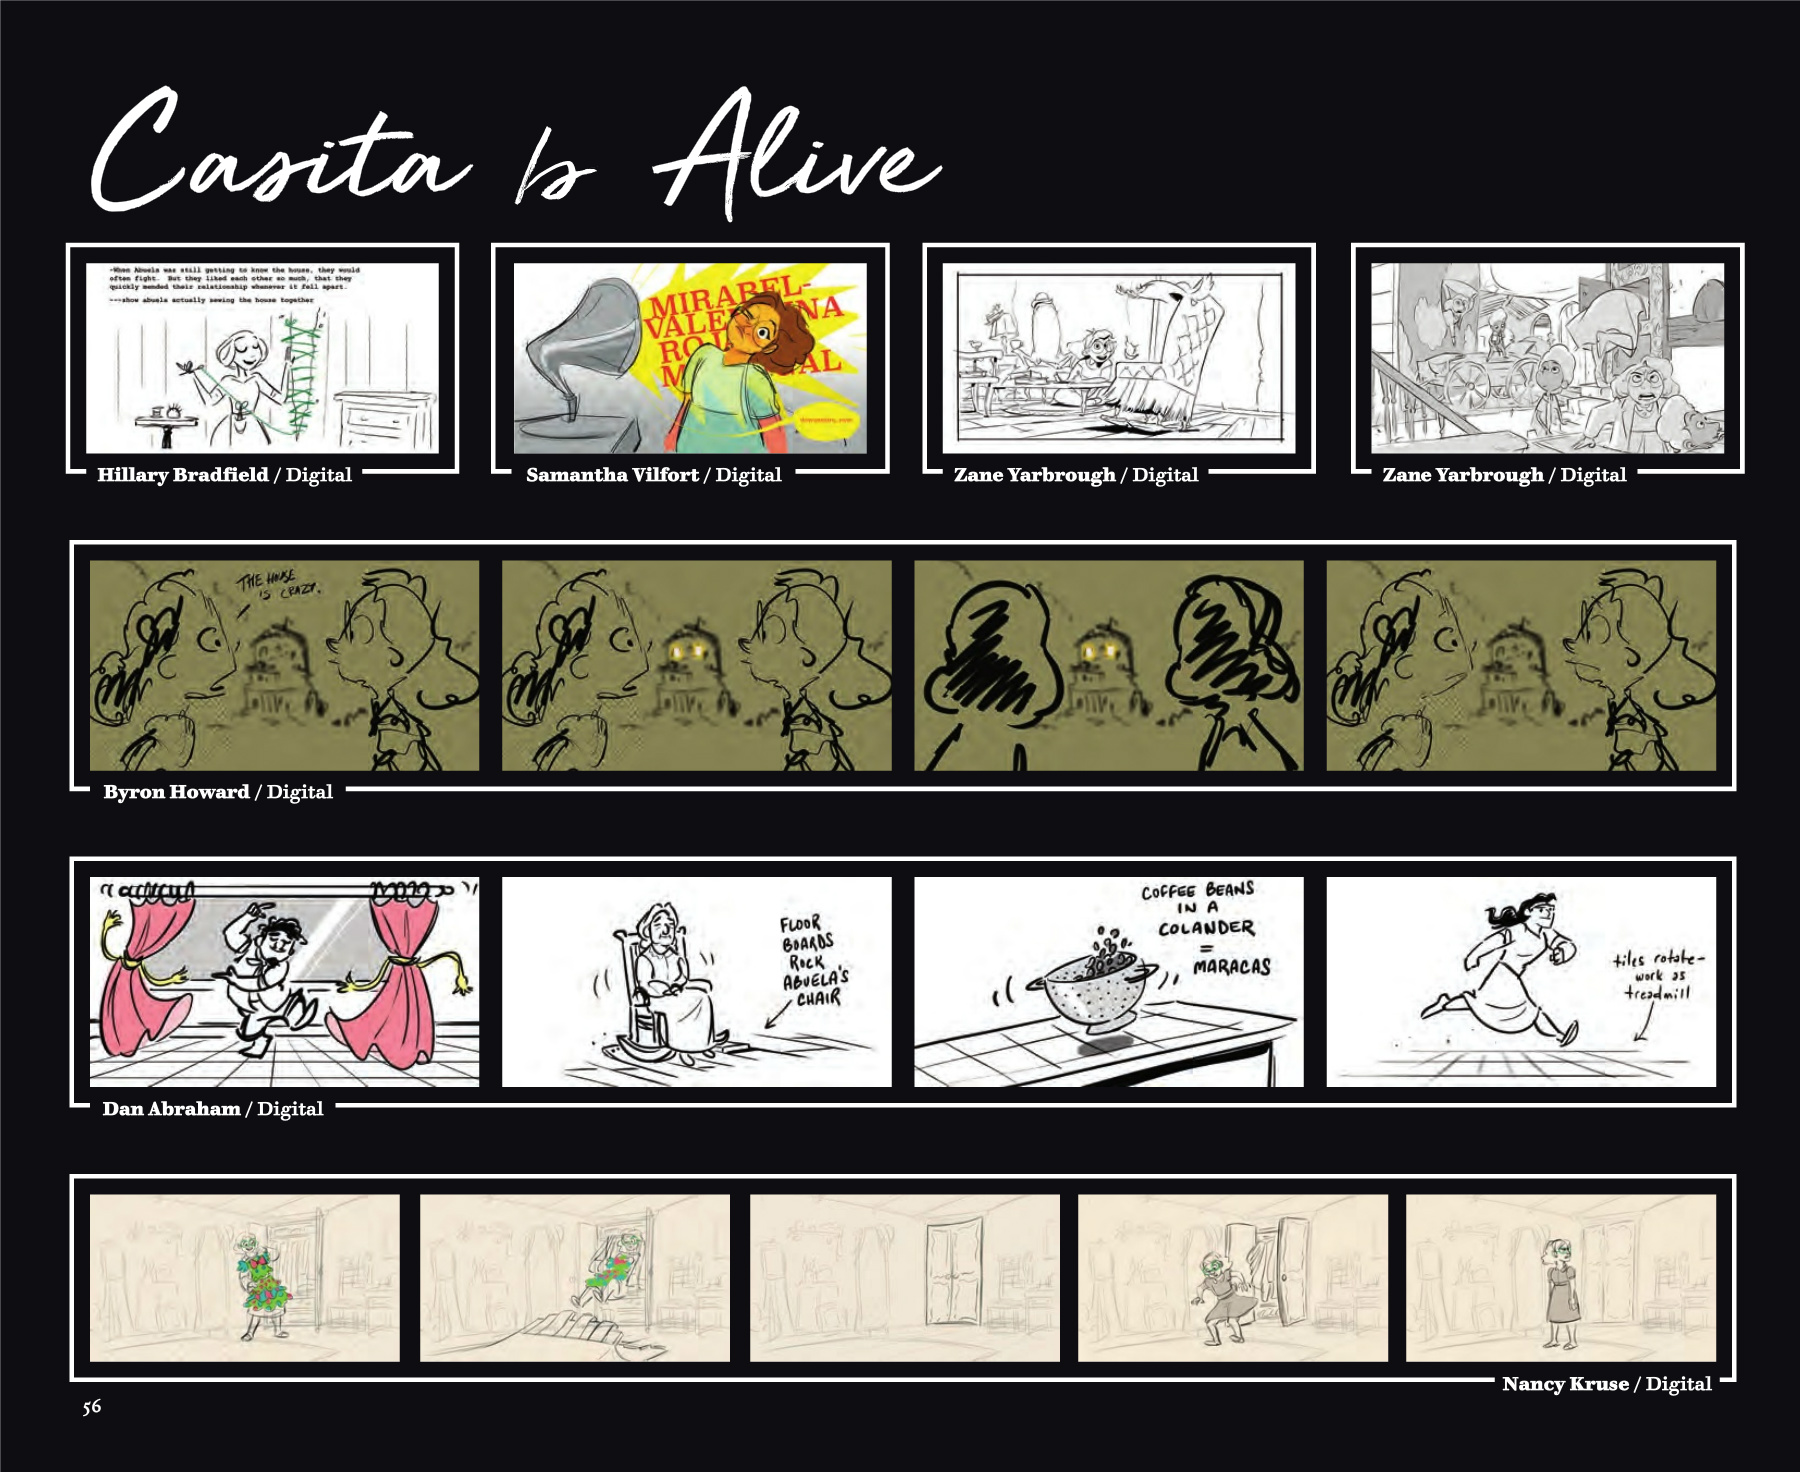 Casita Is Alive
-When Abuela was still getting to know the house, they would
often fight. But they liked each other so much, that they
quickly mended their relationship whenever it fell apart.
---show abuela actually sewing the house together
Hillary Bradfield / Digital
MIRABEL-
VALE NA
RO
M AL
Samantha Vilfort / Digital
Zane Yarbrough / Digital
Zane Yarbrough / Digital
THE HOUSE
IS CRAZY.
Byron Howard / Digital
FLOOR
BOARDS
ROCK
ABUELA'S
CHAIR
COFFEE BEANS
IN A
COLANDER
=
MARACAS
tiles rotate-
work as
treadmill
Dan Abraham / Digital
Nancy Kruse / Digital
56